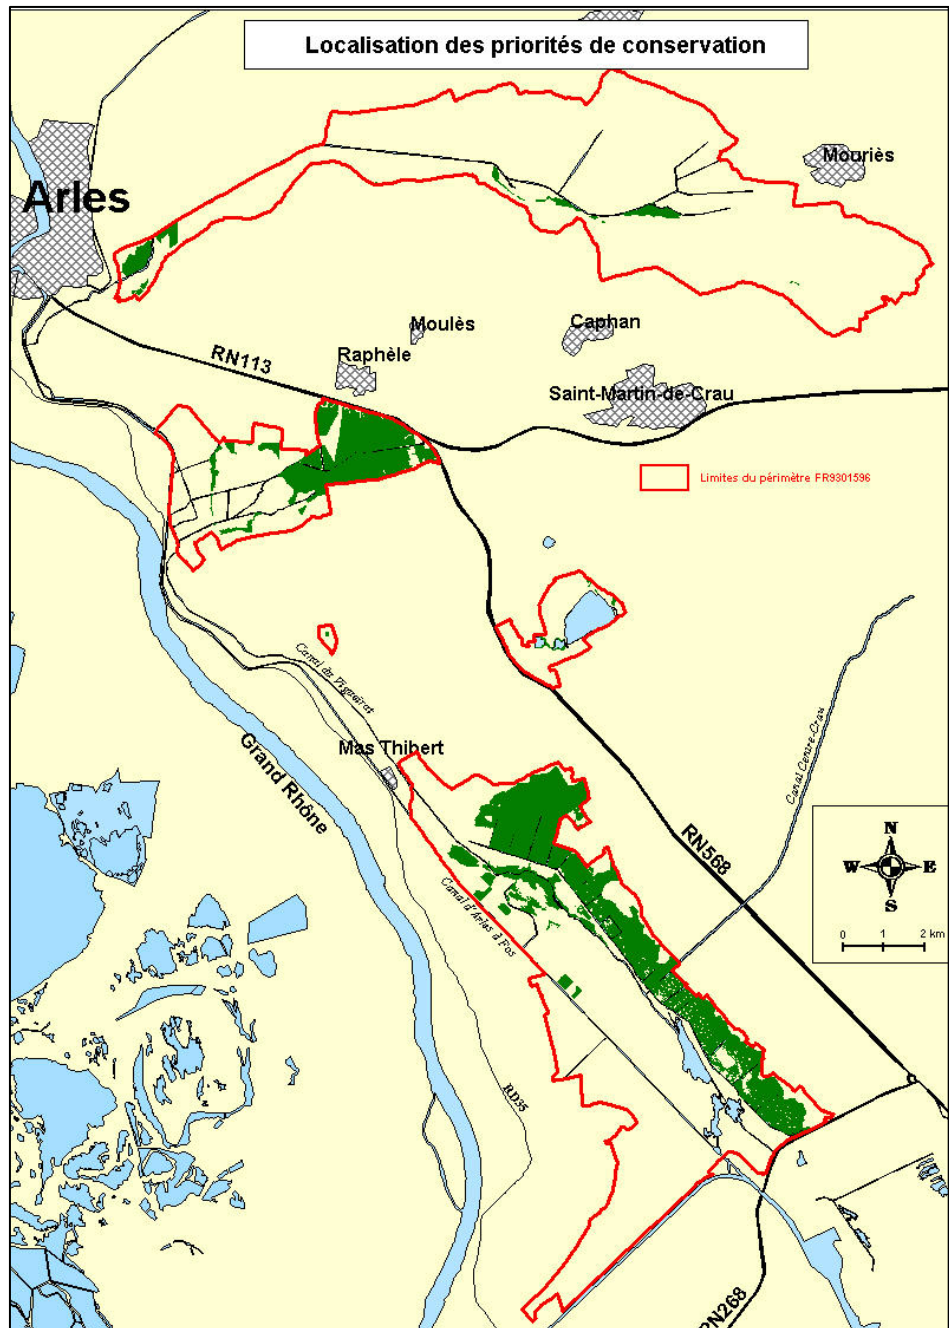 Localisation des priorités de conservation
Mouriès
Arles
Moulès
Caphan
RN113
Raphèle
Saint-Martin-de-Crau
Limites du périmètre FR9301596
Canal du Vigueirat
Mas Thibert
Grand Rhône
Canal Centre-Crau
RN568
N
W E
S
0 1 2 km
Canal d'Arles à Fos
RD35
RN268